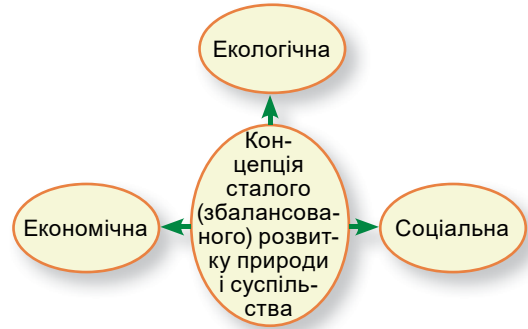 Екологічна
Кон-
цепція
сталого
(збалансова-
ного) розвит-
ку природи
і суспіль-
ства
Економічна
Соціальна